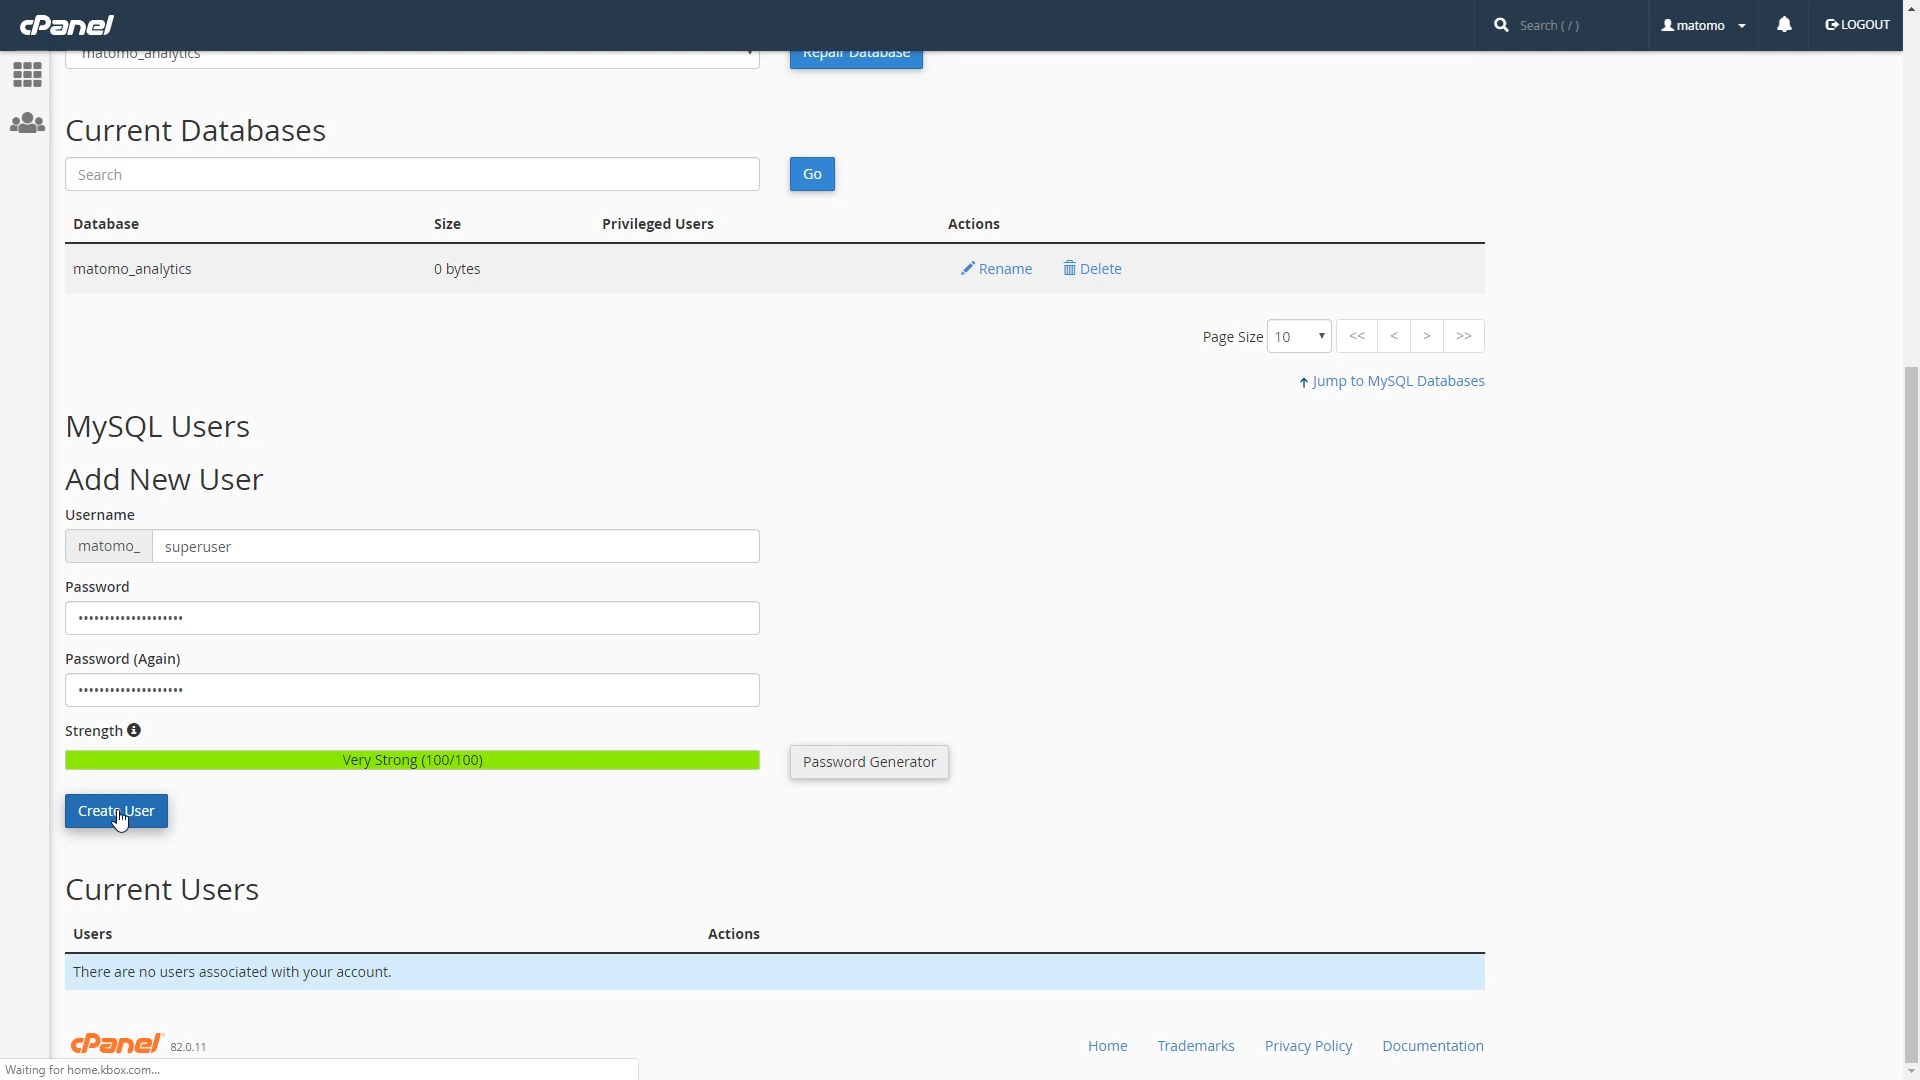 cPanel
Search ( / )
matomo
LOGOUT
matomo_analytics
Repair Database
Current Databases
Search
Go
Database Size Privileged Users Actions
matomo_analytics 0 bytes Rename Delete
Page Size 10 << < > >>
Jump to MySQL Databases
MySQL Users
Add New User
Username
matomo_ superuser
Password
••••••••••••••••••••
Password (Again)
••••••••••••••••••••
Strength
Very Strong (100/100)
Password Generator
Create User
Current Users
Users Actions
There are no users associated with your account.
cPanel 82.0.11
Home Trademarks Privacy Policy Documentation
Waiting for home.kbox.com...